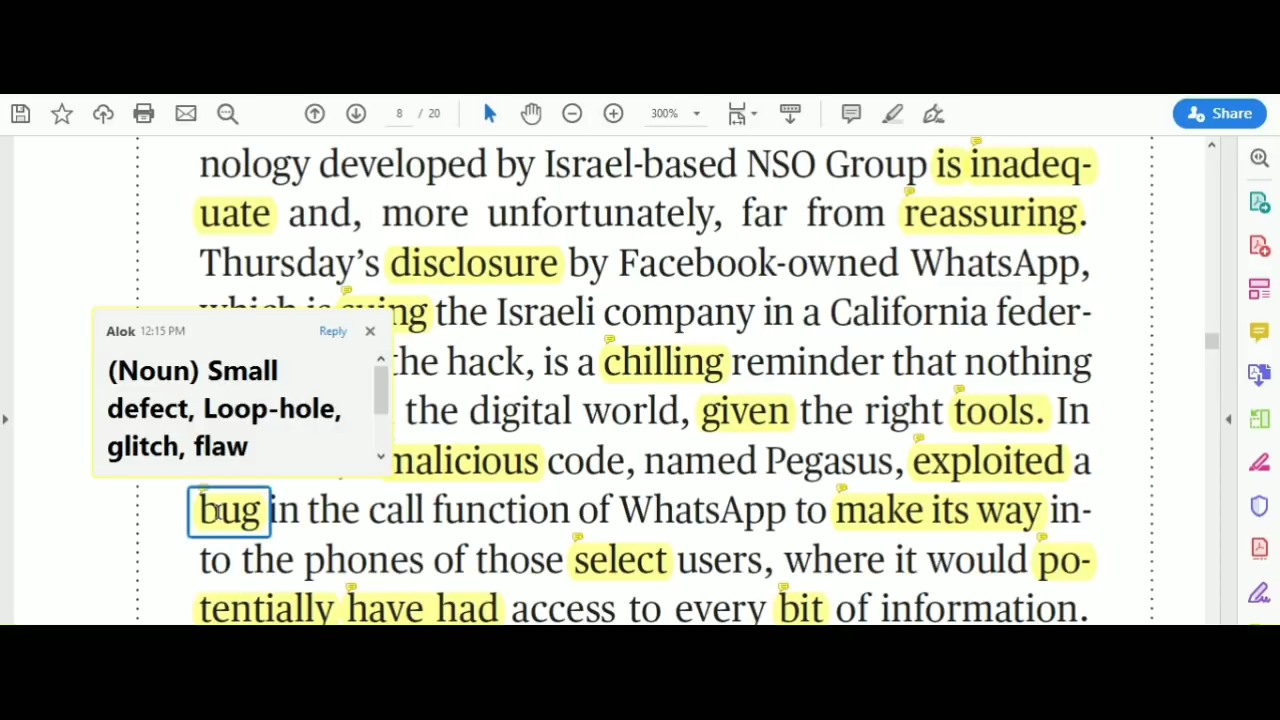 8 / 20
300%
Share
nology developed by Israel-based NSO Group is inadeq-
uate and, more unfortunately, far from reassuring.
Thursday's disclosure by Facebook-owned WhatsApp,
which is suing the Israeli company in a California feder-
the hack, is a chilling reminder that nothing
the digital world, given the right tools. In
malicious code, named Pegasus, exploited a
bug in the call function of WhatsApp to make its way in-
to the phones of those select users, where it would po-
tentially have had access to every bit of information.
Alok 12:15 PM Reply
(Noun) Small
defect, Loop-hole,
glitch, flaw